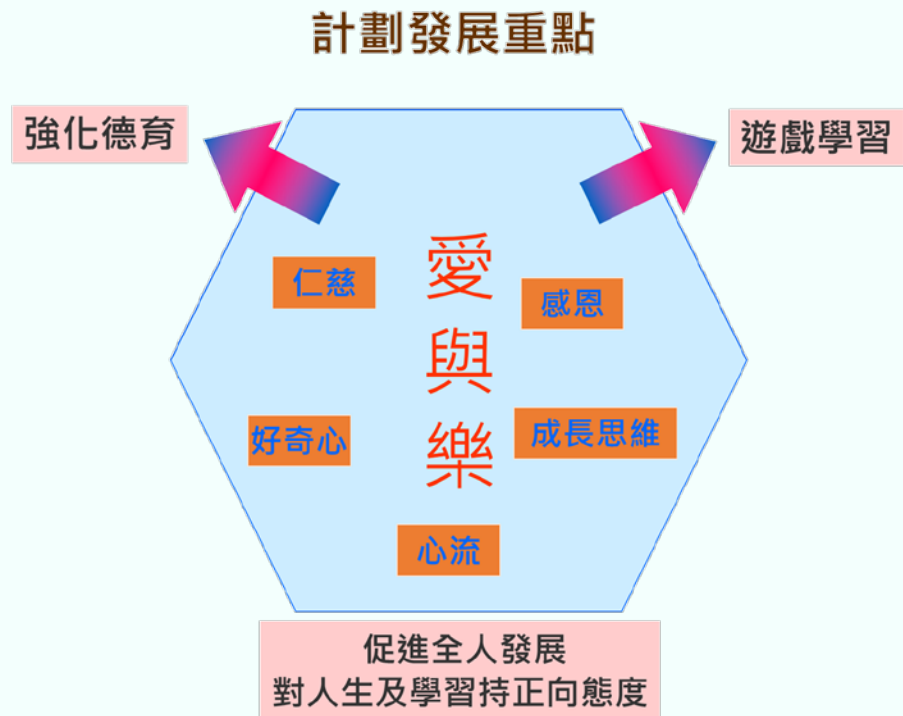 計劃發展重點
強化德育
遊戲學習
愛與樂
仁慈
感恩
好奇心
成長思維
心流
促進全人發展
對人生及學習持正向態度